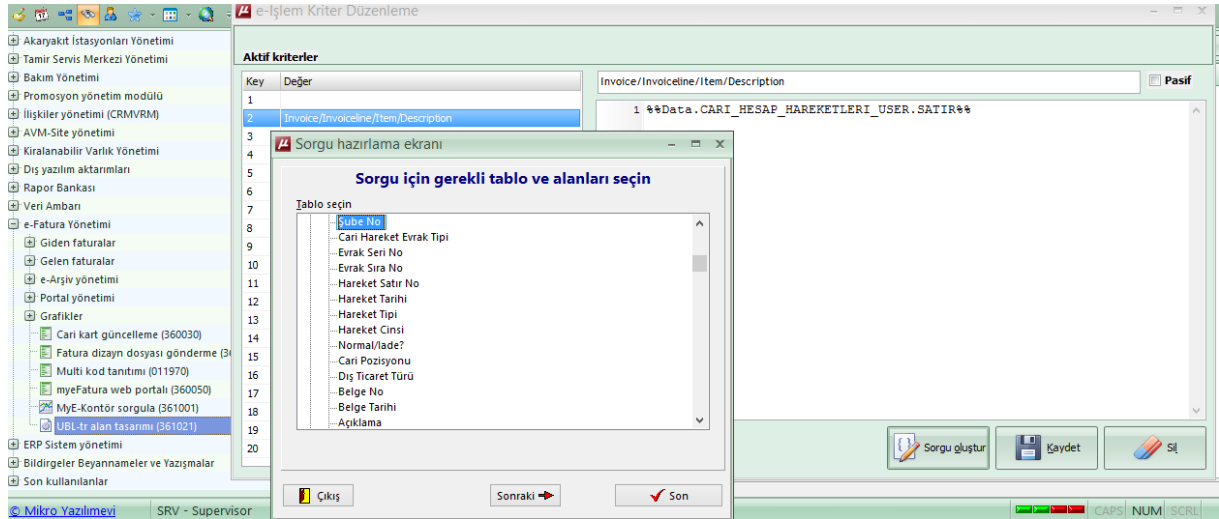 e-İşlem Kriter Düzenleme
Akaryakıt İstasyonları Yönetimi
Tamir Servis Merkezi Yönetimi
Bakım Yönetimi
Promosyon yönetim modülü
İlişkiler yönetimi (CRMVRM)
AVM-Site yönetimi
Kiralanabilir Varlık Yönetimi
Dış yazılım aktarımları
Rapor Bankası
Veri Ambarı
e-Fatura Yönetimi
Giden faturalar
Gelen faturalar
e-Arşiv yönetimi
Portal yönetimi
Grafikler
Cari kart güncelleme (360030)
Fatura dizayn dosyası gönderme (3
Multi kod tanıtımı (011970)
myeFatura web portalı (360050)
MyE-Kontör sorgula (361001)
UBL-tr alan tasarımı (361021)
ERP Sistem yönetimi
Bildirgeler Beyannameler ve Yazışmalar
Son kullanılanlar
Aktif kriterler
Key Değer
1
2 Invoice/Invoiceline/Item/Description
3
4
5
6
7
8
9
10
11
12
13
14
15
16
17
18
19
20
Invoice/Invoiceline/Item/Description
Pasif
1 %%Data.CARI_HESAP_HAREKETLERI_USER.SATIR%%
Sorgu hazırlama ekranı
Sorgu için gerekli tablo ve alanları seçin
Tablo seçin
Şube No
Cari Hareket Evrak Tipi
Evrak Seri No
Evrak Sıra No
Hareket Satır No
Hareket Tarihi
Hareket Tipi
Hareket Cinsi
Normal/İade?
Cari Pozisyonu
Dış Ticaret Türü
Belge No
Belge Tarihi
Açıklama
Çıkış
Sonraki
Son
Sorgu oluştur
Kaydet
Sil
© Mikro Yazılımevi
SRV - Supervisor
CAPS NUM SCRL